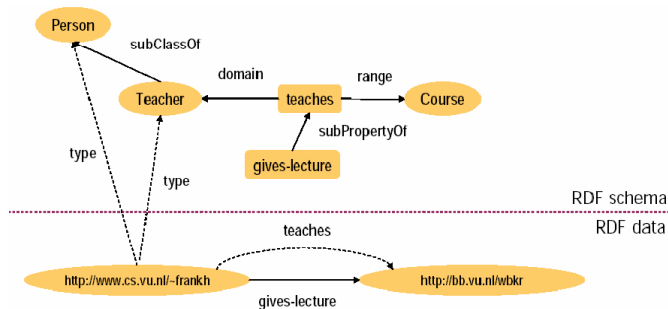 Person
subClassOf
domain
range
Teacher
teaches
Course
subPropertyOf
type
type
gives-lecture
RDF schema
RDF data
teaches
http://www.cs.vu.nl/~frankh
http://bb.vu.nl/wbkr
gives-lecture